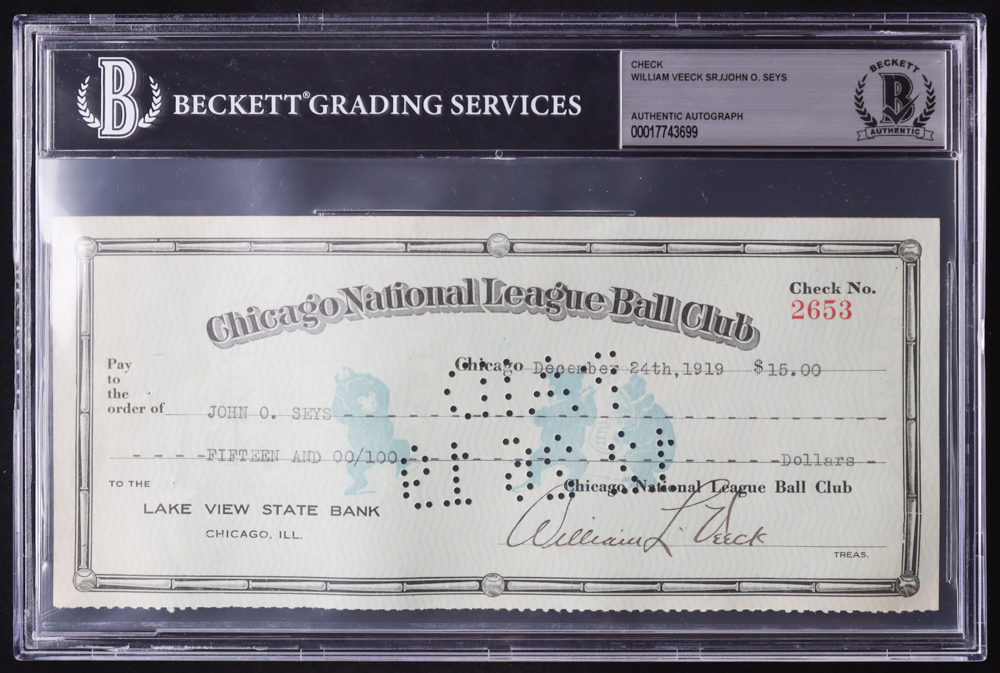 BECKETT® GRADING SERVICES
CHECK
WILLIAM VEECK SR./JOHN O. SEYS
AUTHENTIC AUTOGRAPH
00017743699
BECKETT
AUTHENTIC
Chicago National League Ball Club
Check No.
2653
Chicago December 24th, 1919 $15.00
Pay
to
the
order of JOHN O. SEYS
FIFTEEN AND 00/100 Dollars
TO THE
Chicago National League Ball Club
LAKE VIEW STATE BANK
CHICAGO, ILL.
William L. Veeck
TREAS.